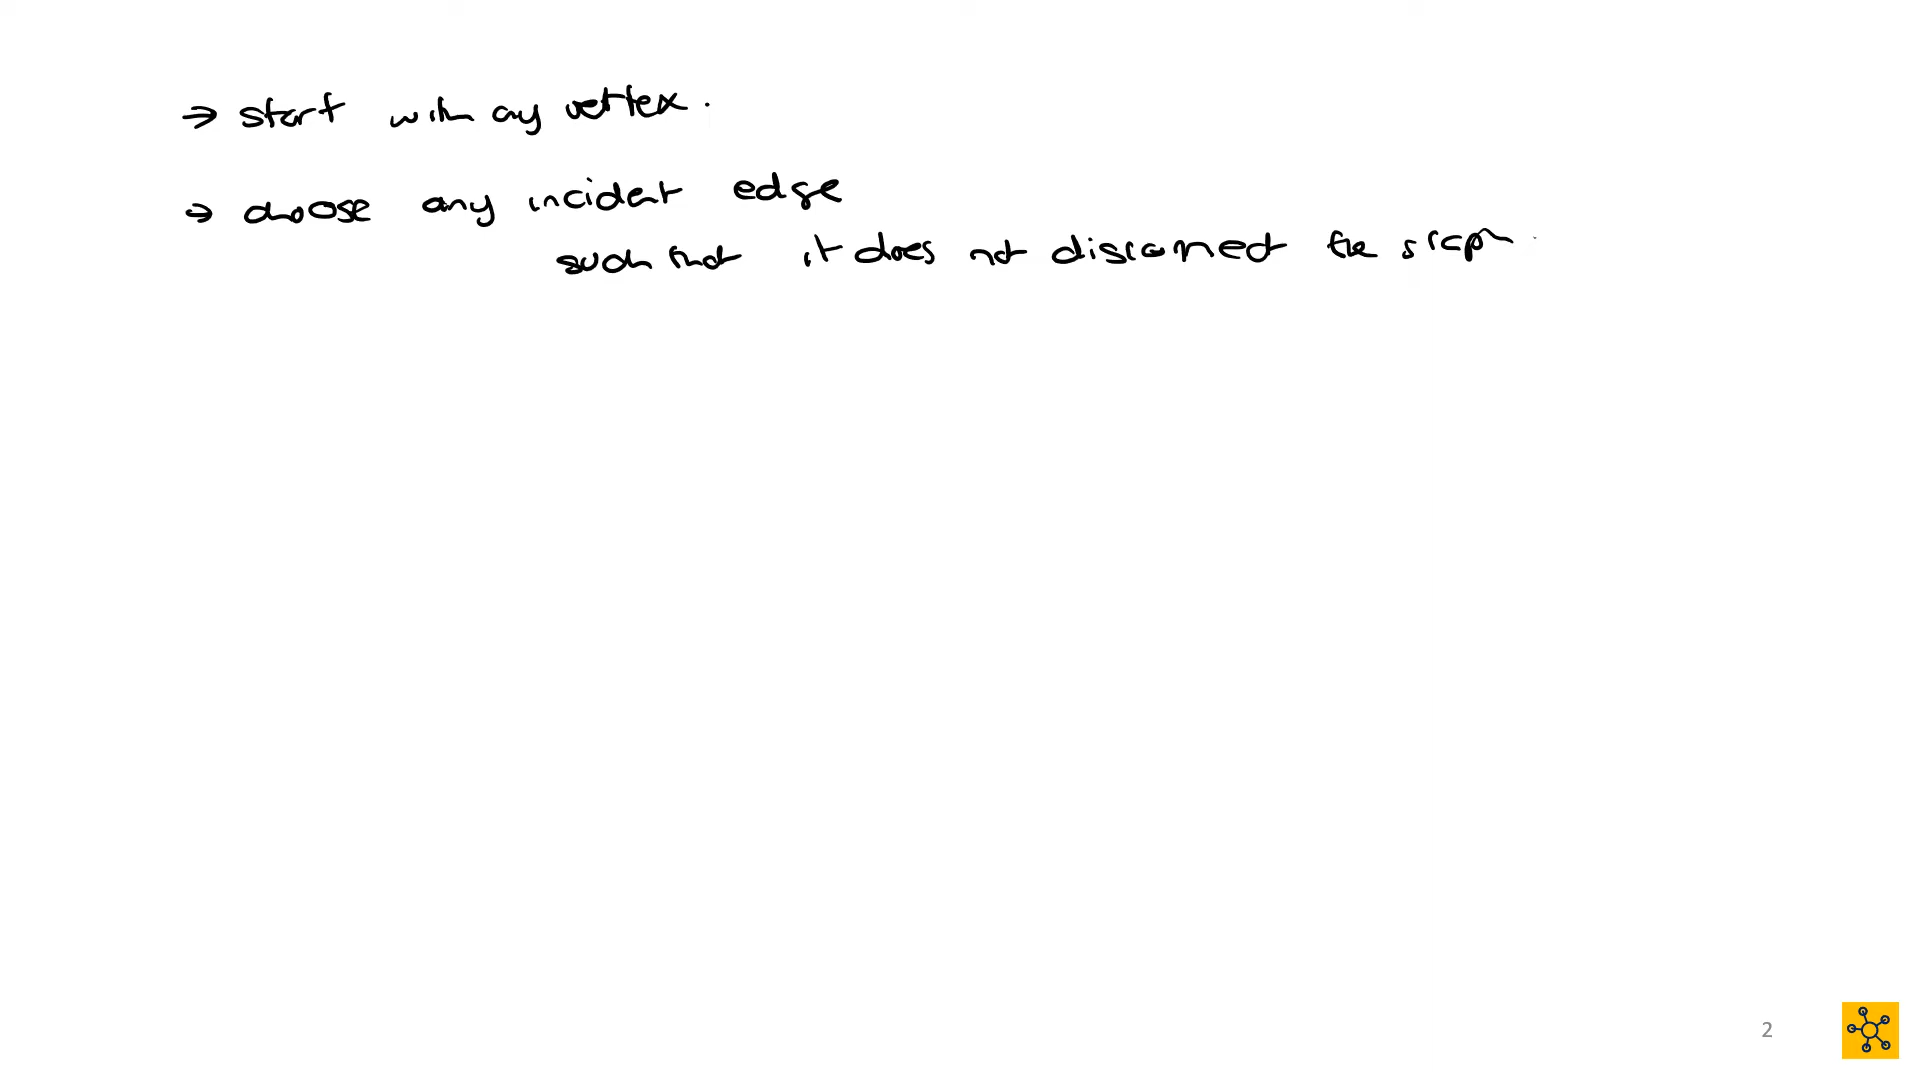 → start with any vertex.
→ choose any incident edge
such that it does not disconnect the graph
2